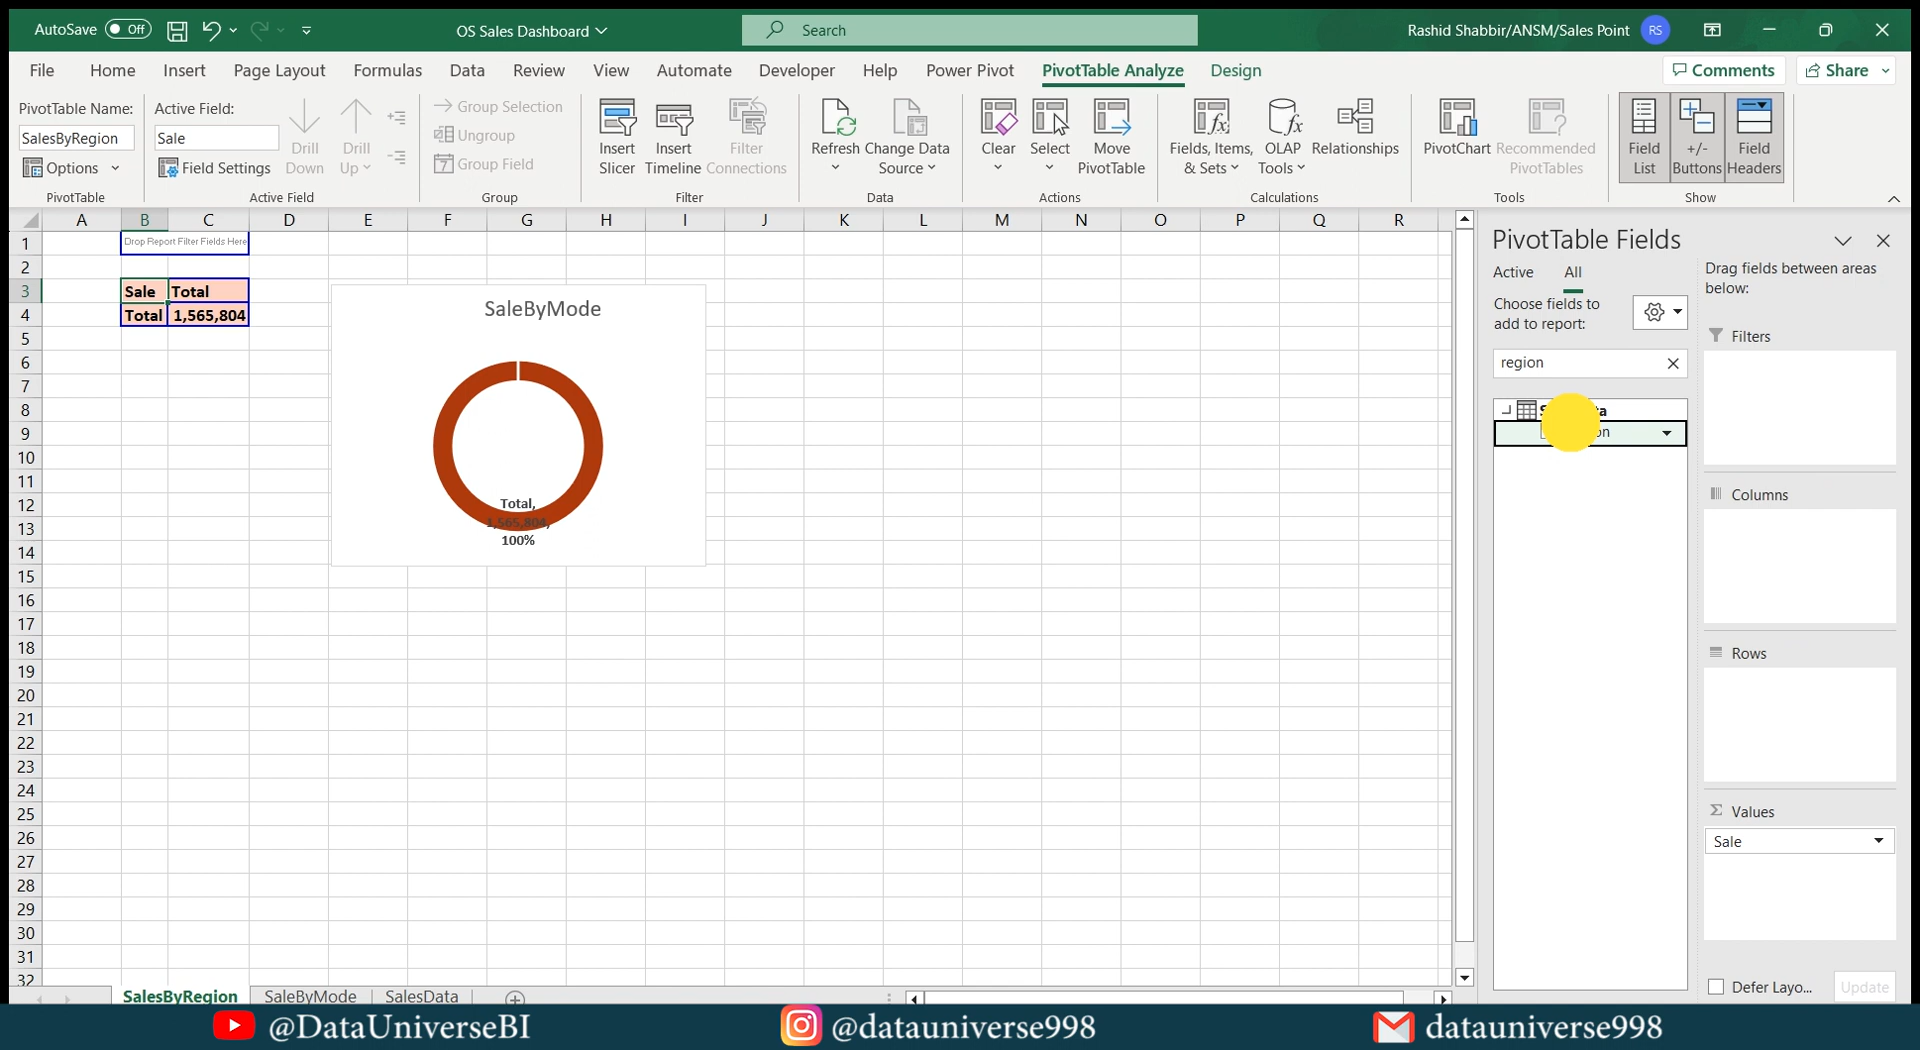 AutoSave Off
OS Sales Dashboard
Search
Rashid Shabbir/ANSM/Sales Point RS
File Home Insert Page Layout Formulas Data Review View Automate Developer Help Power Pivot PivotTable Analyze Design
Comments Share
PivotTable Name:
SalesByRegion
Options
PivotTable
Active Field:
Sale
Field Settings
Drill Down
Drill Up
Active Field
Group Selection
Ungroup
Group Field
Group
Insert Slicer
Insert Timeline
Filter Connections
Filter
Refresh
Change Data Source
Data
Clear
Select
Move PivotTable
Actions
Fields, Items, & Sets
OLAP Tools
Relationships
Calculations
PivotChart
Recommended PivotTables
Tools
Field List
+/- Buttons
Field Headers
Show
A B C D E F G H I J K L M N O P Q R
1
2
3
4
5
6
7
8
9
10
11
12
13
14
15
16
17
18
19
20
21
22
23
24
25
26
27
28
29
30
31
32
Drop Report Filter Fields Here
Sale Total
Total 1,565,804
SaleByMode
Total,
1,565,804,
100%
PivotTable Fields
Active All
Choose fields to
add to report:
region
Drag fields between areas
below:
Filters
Columns
Rows
Values
Sale
Defer Layo...
Update
SalesByRegion SaleByMode SalesData
@DataUniverseBI
@datauniverse998
datauniverse998